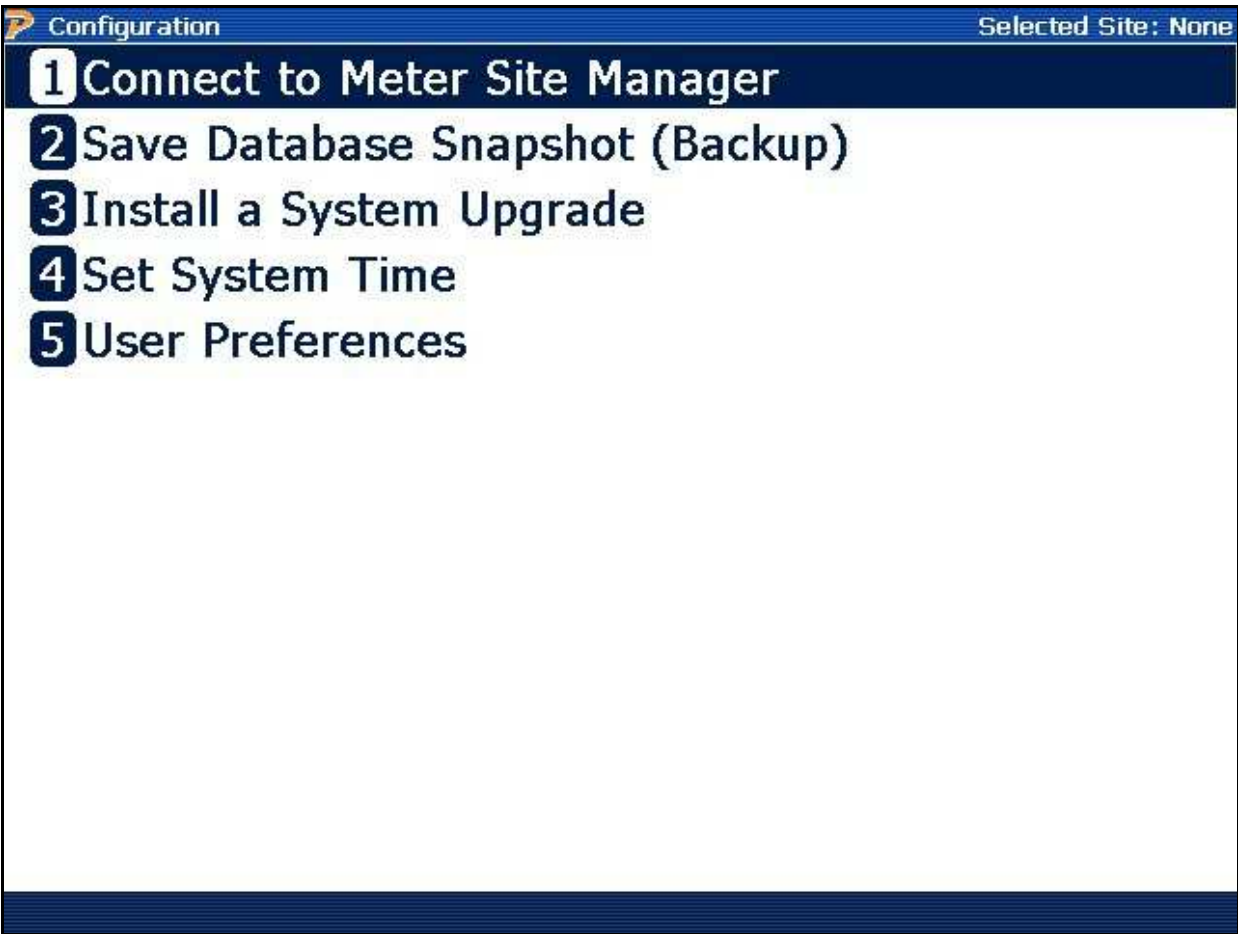 Configuration Selected Site: None
1 Connect to Meter Site Manager
2 Save Database Snapshot (Backup)
3 Install a System Upgrade
4 Set System Time
5 User Preferences